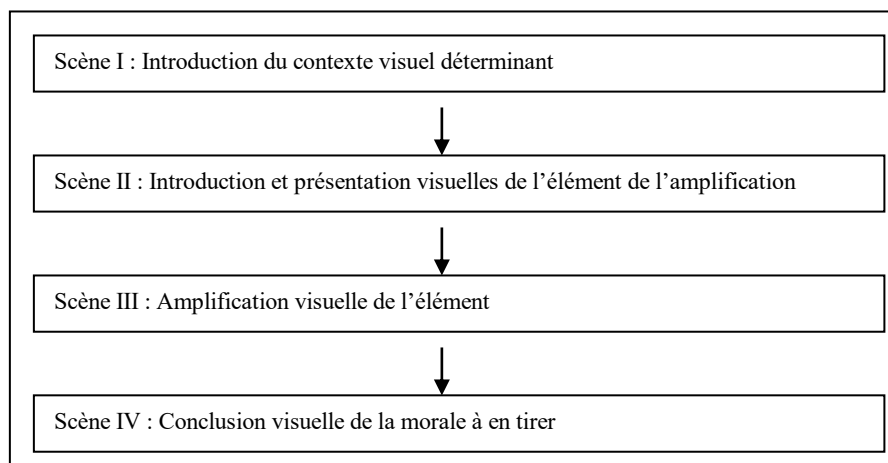 Scène I : Introduction du contexte visuel déterminant
Scène II : Introduction et présentation visuelles de l’élément de l’amplification
Scène III : Amplification visuelle de l’élément
Scène IV : Conclusion visuelle de la morale à en tirer